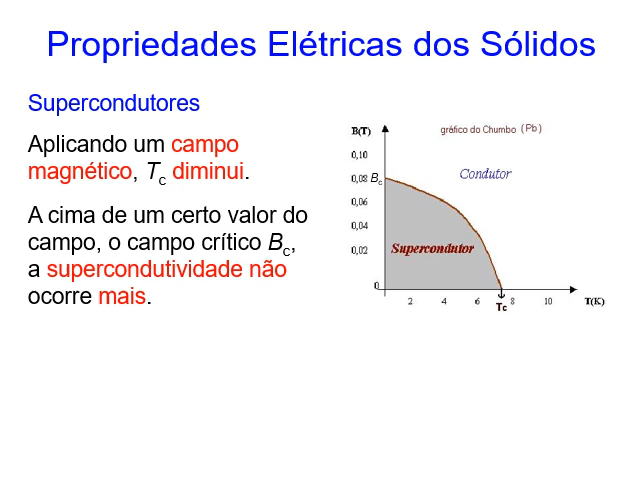 Propriedades Elétricas dos Sólidos
Supercondutores
Aplicando um campo
magnético, Tc diminui.
A cima de um certo valor do
campo, o campo crítico Bc,
a supercondutividade não
ocorre mais.
B(T)
gráfico do Chumbo (Pb)
0,10
Condutor
0,08 Bc
0,06
0,04
0,02
Supercondutor
0
2 4 6 8 10 T(K)
Tc